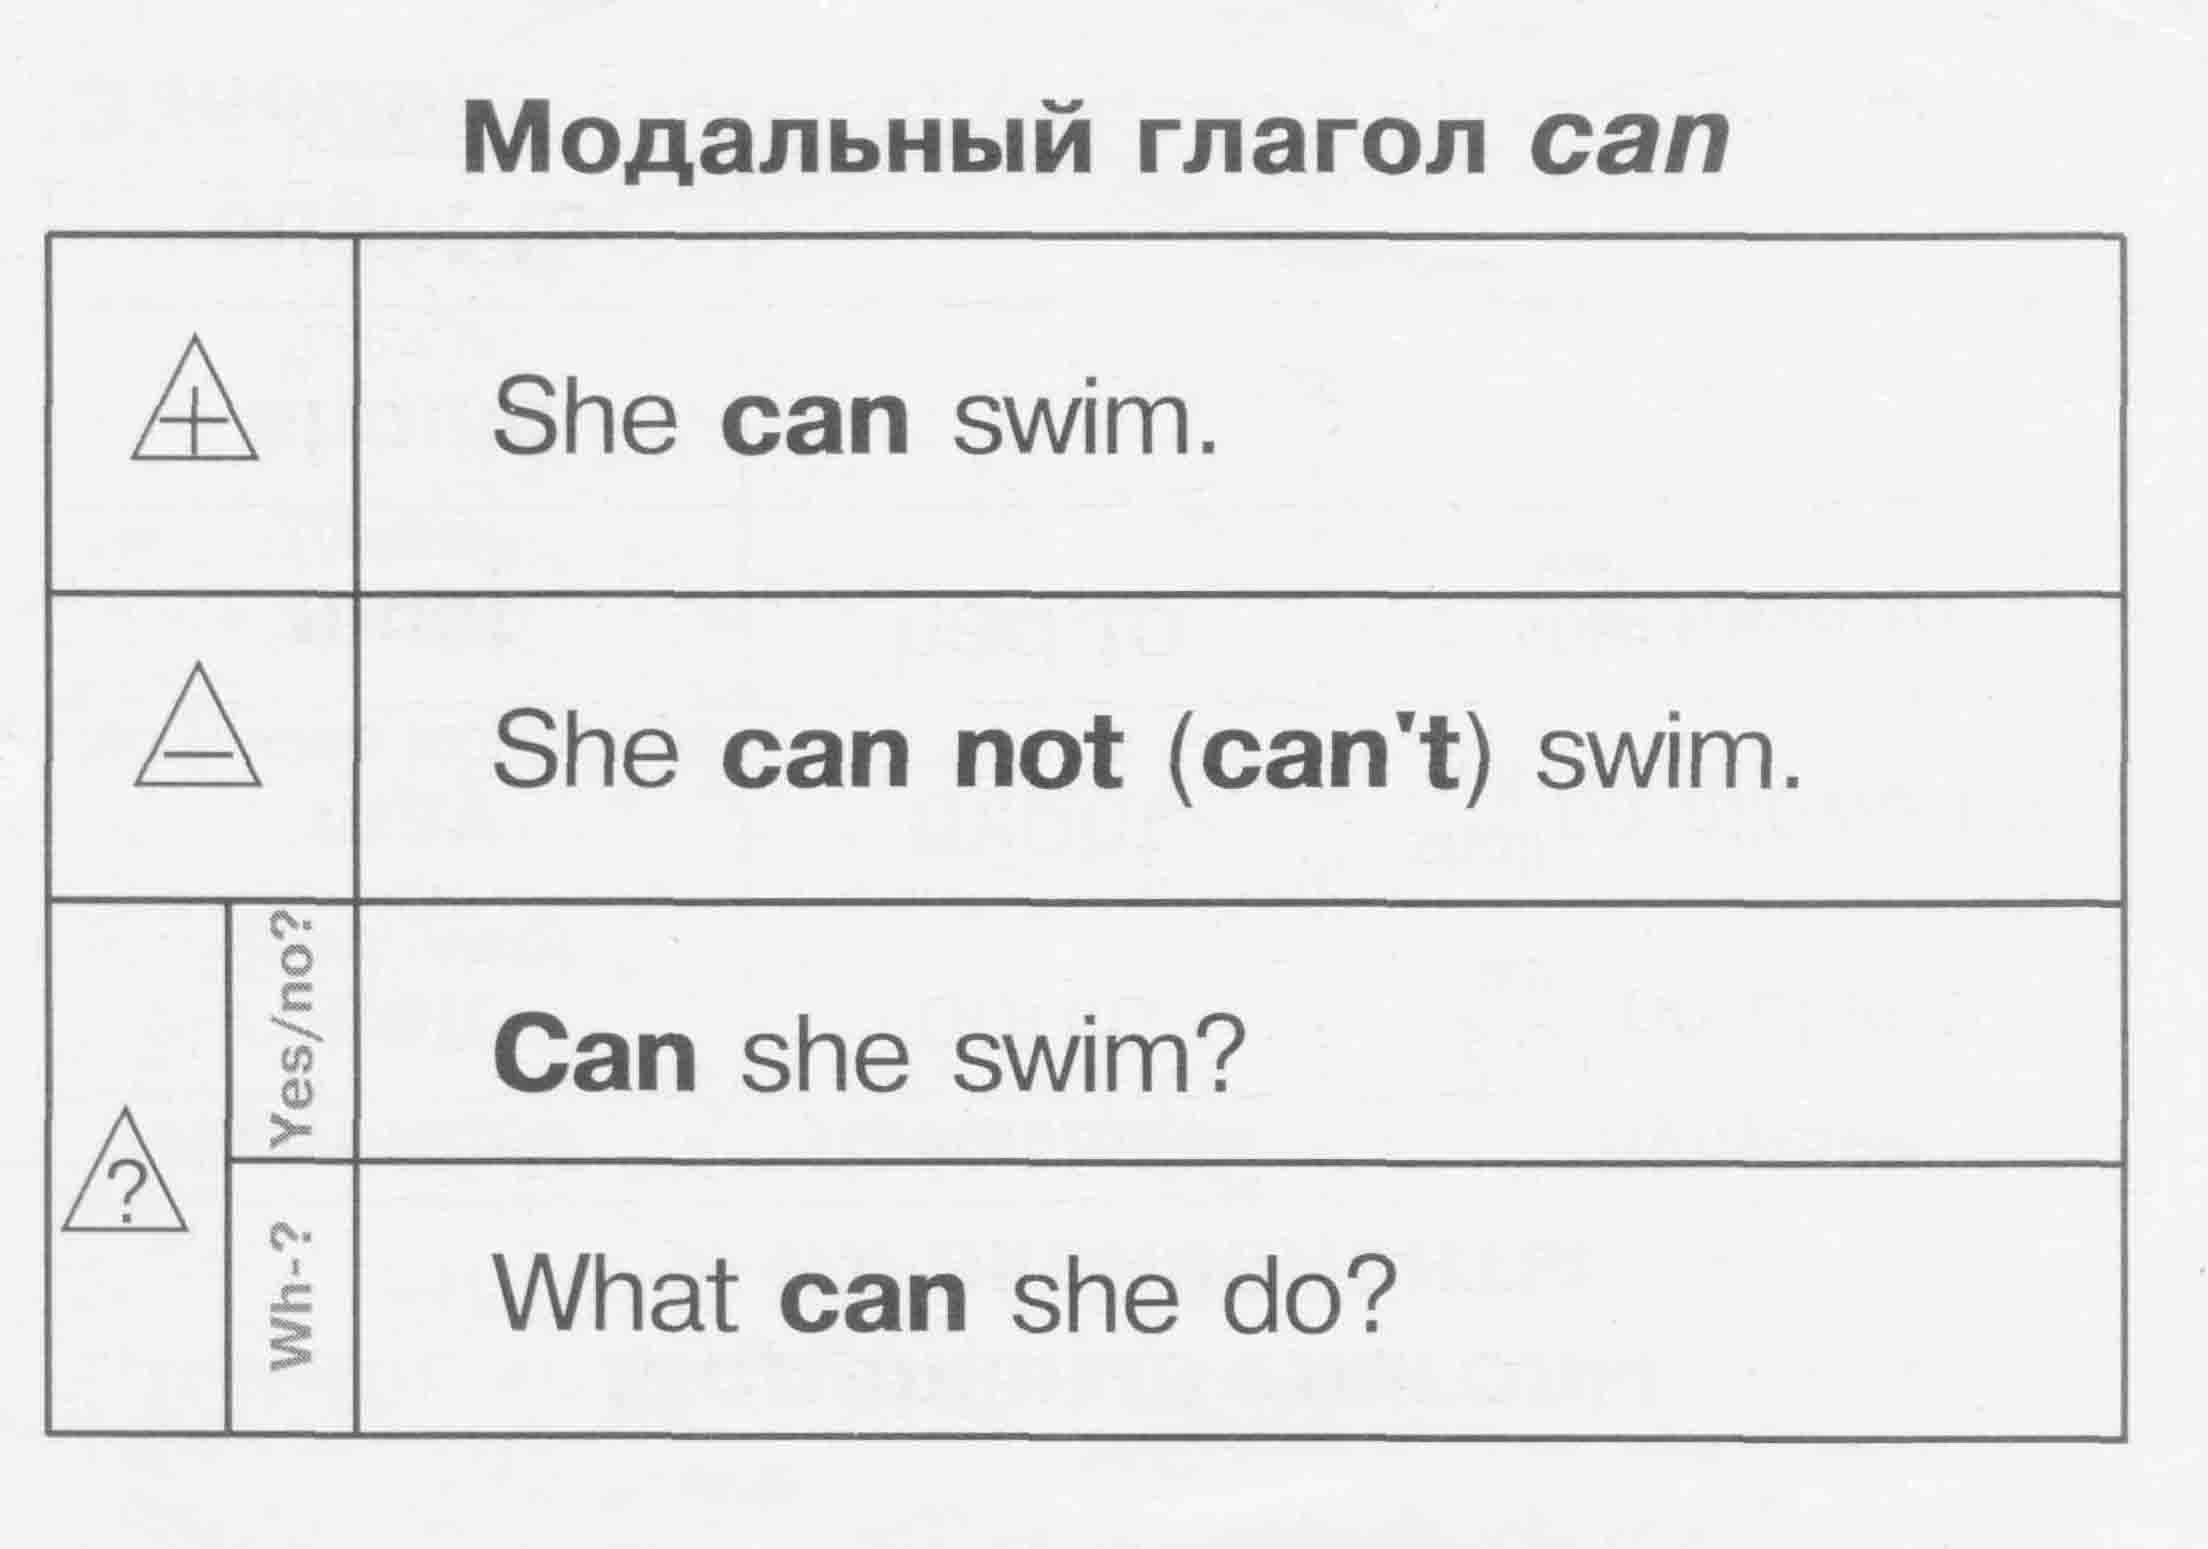 Модальный глагол can
+
She can swim.
−
She can not (can't) swim.
?
Yes/no?
Can she swim?
Wh-?
What can she do?